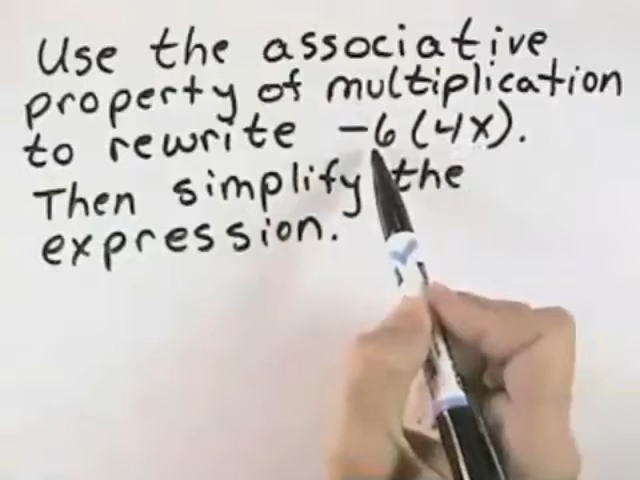 Use the associative
property of multiplication
to rewrite -6(4x).
Then simplify the
expression.